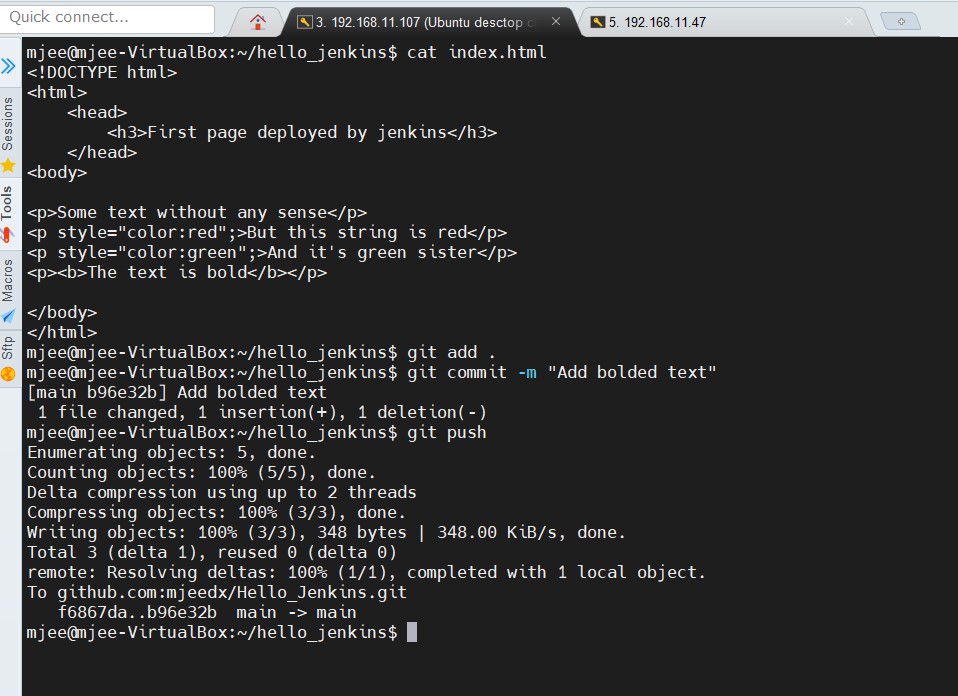 Quick connect...
3. 192.168.11.107 (Ubuntu desctop
5. 192.168.11.47
Sessions
Tools
Macros
Sftp
mjee@mjee-VirtualBox:~/hello_jenkins$ cat index.html
<!DOCTYPE html>
<html>
    <head>
        <h3>First page deployed by jenkins</h3>
    </head>
<body>

<p>Some text without any sense</p>
<p style="color:red";>But this string is red</p>
<p style="color:green";>And it's green sister</p>
<p><b>The text is bold</b></p>

</body>
</html>
mjee@mjee-VirtualBox:~/hello_jenkins$ git add .
mjee@mjee-VirtualBox:~/hello_jenkins$ git commit -m "Add bolded text"
[main b96e32b] Add bolded text
 1 file changed, 1 insertion(+), 1 deletion(-)
mjee@mjee-VirtualBox:~/hello_jenkins$ git push
Enumerating objects: 5, done.
Counting objects: 100% (5/5), done.
Delta compression using up to 2 threads
Compressing objects: 100% (3/3), done.
Writing objects: 100% (3/3), 348 bytes | 348.00 KiB/s, done.
Total 3 (delta 1), reused 0 (delta 0)
remote: Resolving deltas: 100% (1/1), completed with 1 local object.
To github.com:mjeedx/Hello_Jenkins.git
   f6867da..b96e32b  main -> main
mjee@mjee-VirtualBox:~/hello_jenkins$